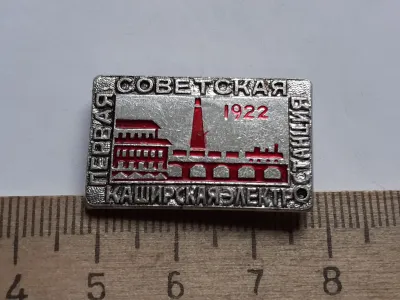 ПЕРВАЯ
СОВЕТСКАЯ
1922
КАШИРСКАЯ ЭЛЕКТРО
СТАНЦИЯ
4 5 6 7 8